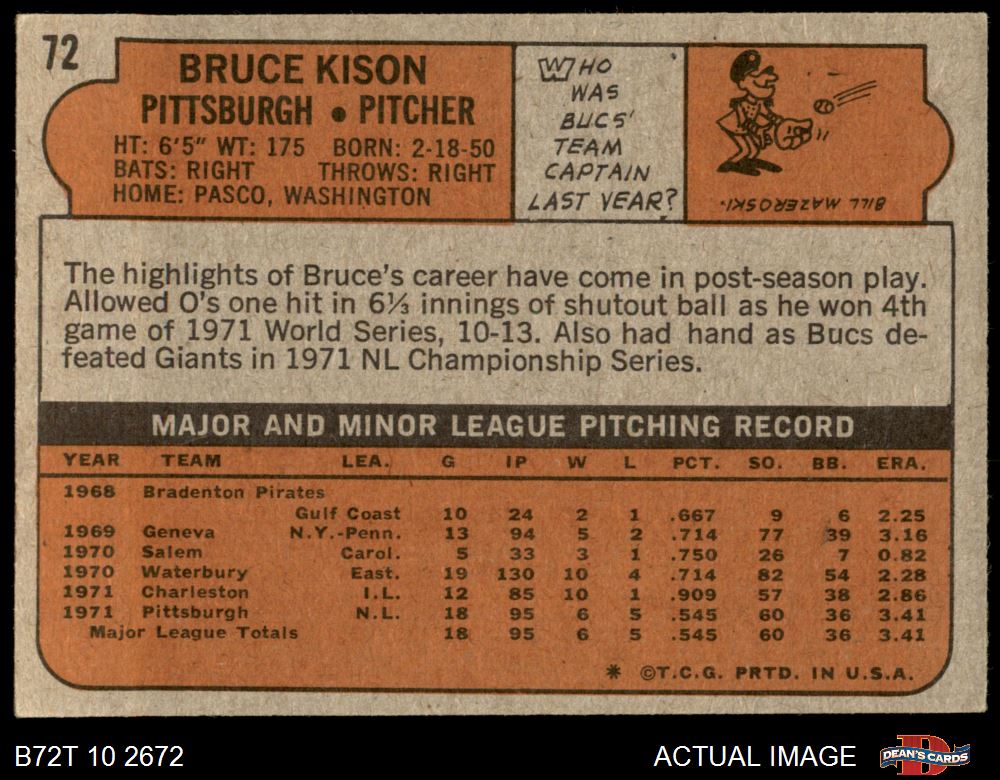 72
BRUCE KISON
PITTSBURGH • PITCHER
HT: 6'5" WT: 175 BORN: 2-18-50
BATS: RIGHT THROWS: RIGHT
HOME: PASCO, WASHINGTON
WHO
WAS
BUCS'
TEAM
CAPTAIN
LAST YEAR?
BILL MAZEROSKI.
The highlights of Bruce's career have come in post-season play.
Allowed O's one hit in 6⅓ innings of shutout ball as he won 4th
game of 1971 World Series, 10-13. Also had hand as Bucs de-
feated Giants in 1971 NL Championship Series.
MAJOR AND MINOR LEAGUE PITCHING RECORD
YEAR TEAM LEA. G IP W L PCT. SO. BB. ERA.
1968 Bradenton Pirates
Gulf Coast 10 24 2 1 .667 9 6 2.25
1969 Geneva N.Y.-Penn. 13 94 5 2 .714 77 39 3.16
1970 Salem Carol. 5 33 3 1 .750 26 7 0.82
1970 Waterbury East. 19 130 10 4 .714 82 54 2.28
1971 Charleston I.L. 12 85 10 1 .909 57 38 2.86
1971 Pittsburgh N.L. 18 95 6 5 .545 60 36 3.41
Major League Totals 18 95 6 5 .545 60 36 3.41
* ©T.C.G. PRTD. IN U.S.A.
B72T 10 2672
ACTUAL IMAGE
DEAN'S CARDS